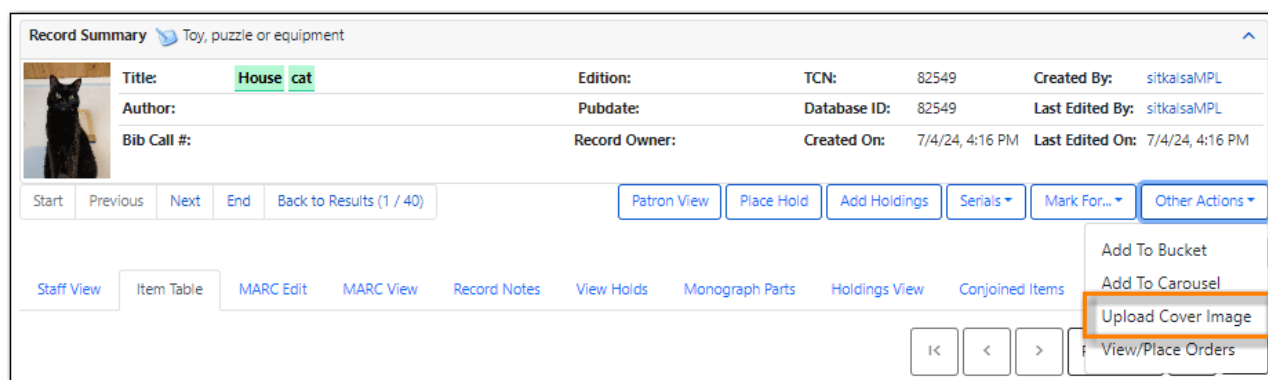 Record Summary Toy, puzzle or equipment
Title: House cat Edition: TCN: 82549 Created By: sitkalsaMPL
Author: Pubdate: Database ID: 82549 Last Edited By: sitkalsaMPL
Bib Call #: Record Owner: Created On: 7/4/24, 4:16 PM Last Edited On: 7/4/24, 4:16 PM
Start Previous Next End Back to Results (1 / 40) Patron View Place Hold Add Holdings Serials Mark For... Other Actions
Add To Bucket
Staff View Item Table MARC Edit MARC View Record Notes View Holds Monograph Parts Holdings View Conjoined Items Add To Carousel
Upload Cover Image
View/Place Orders